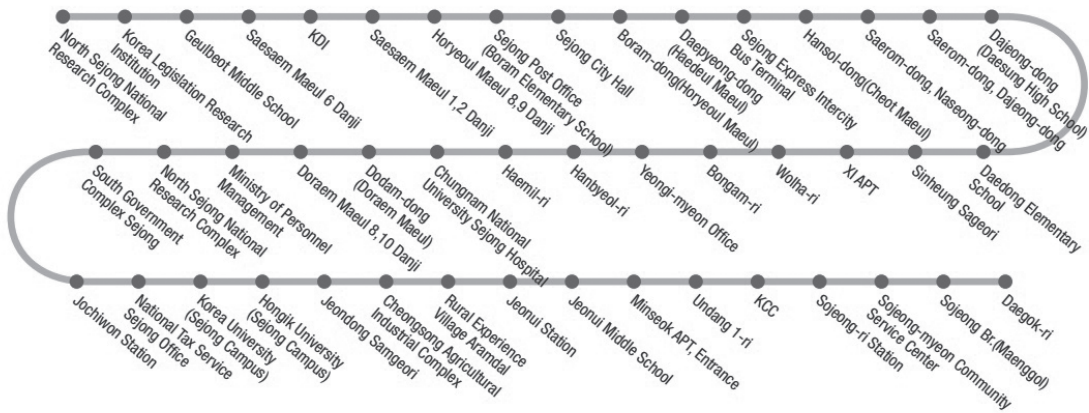 North Sejong National
Research Complex
Korea Legislation Research
Institution
Geulbeot Middle School
Saesaem Maeul 6 Danji
KDI
Saesaem Maeul 1,2 Danji
Horyeoul Maeul 8,9 Danji
Sejong Post Office
(Boram Elementary School)
Sejong City Hall
Boram-dong(Horyeoul Maeul)
Daepyeong-dong
(Haedeul Maeul)
Sejong Express Intercity
Bus Terminal
Hansol-dong(Cheot Maeul)
Saerom-dong, Naseong-dong
Saerom-dong, Dajeong-dong
Dajeong-dong
(Daesung High School)
South Government
Complex Sejong
North Sejong National
Research Complex
Ministry of Personnel
Management
Doraem Maeul 8,10 Danji
Dodam-dong
(Doraem Maeul)
Chungnam National
University Sejong Hospital
Haemil-ri
Hanbyeol-ri
Yeongi-myeon Office
Bongam-ri
Wolha-ri
XI APT
Sinheung Sageori
Daedong Elementary
School
Jochiwon Station
National Tax Service
Sejong Office
Korea University
(Sejong Campus)
Hongik University
(Sejong Campus)
Jeondong Samgeori
Cheongsong Agricultural
Industrial Complex
Rural Experience
Village Aramdal
Jeonui Station
Jeonui Middle School
Minseok APT, Entrance
Undang 1-ri
KCC
Sojeong-ri Station
Sojeong-myeon Community
Service Center
Sojeong Br.(Maenggol)
Daegok-ri